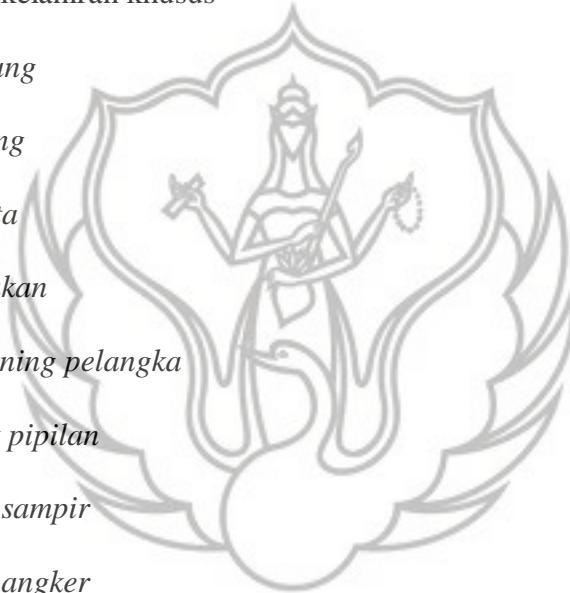 kelahiran khusus
ung
ng
ta
kan
ning pelangka
pipilan
sampir
angker